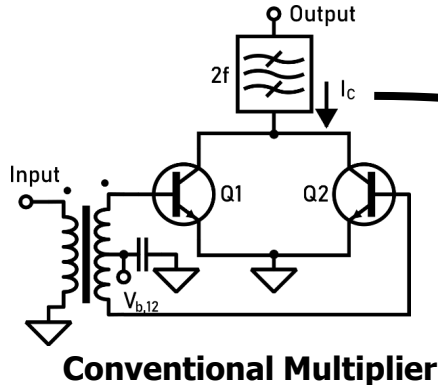 Output
2f
I_C
Input
Q1
Q2
V_b,12
Conventional Multiplier